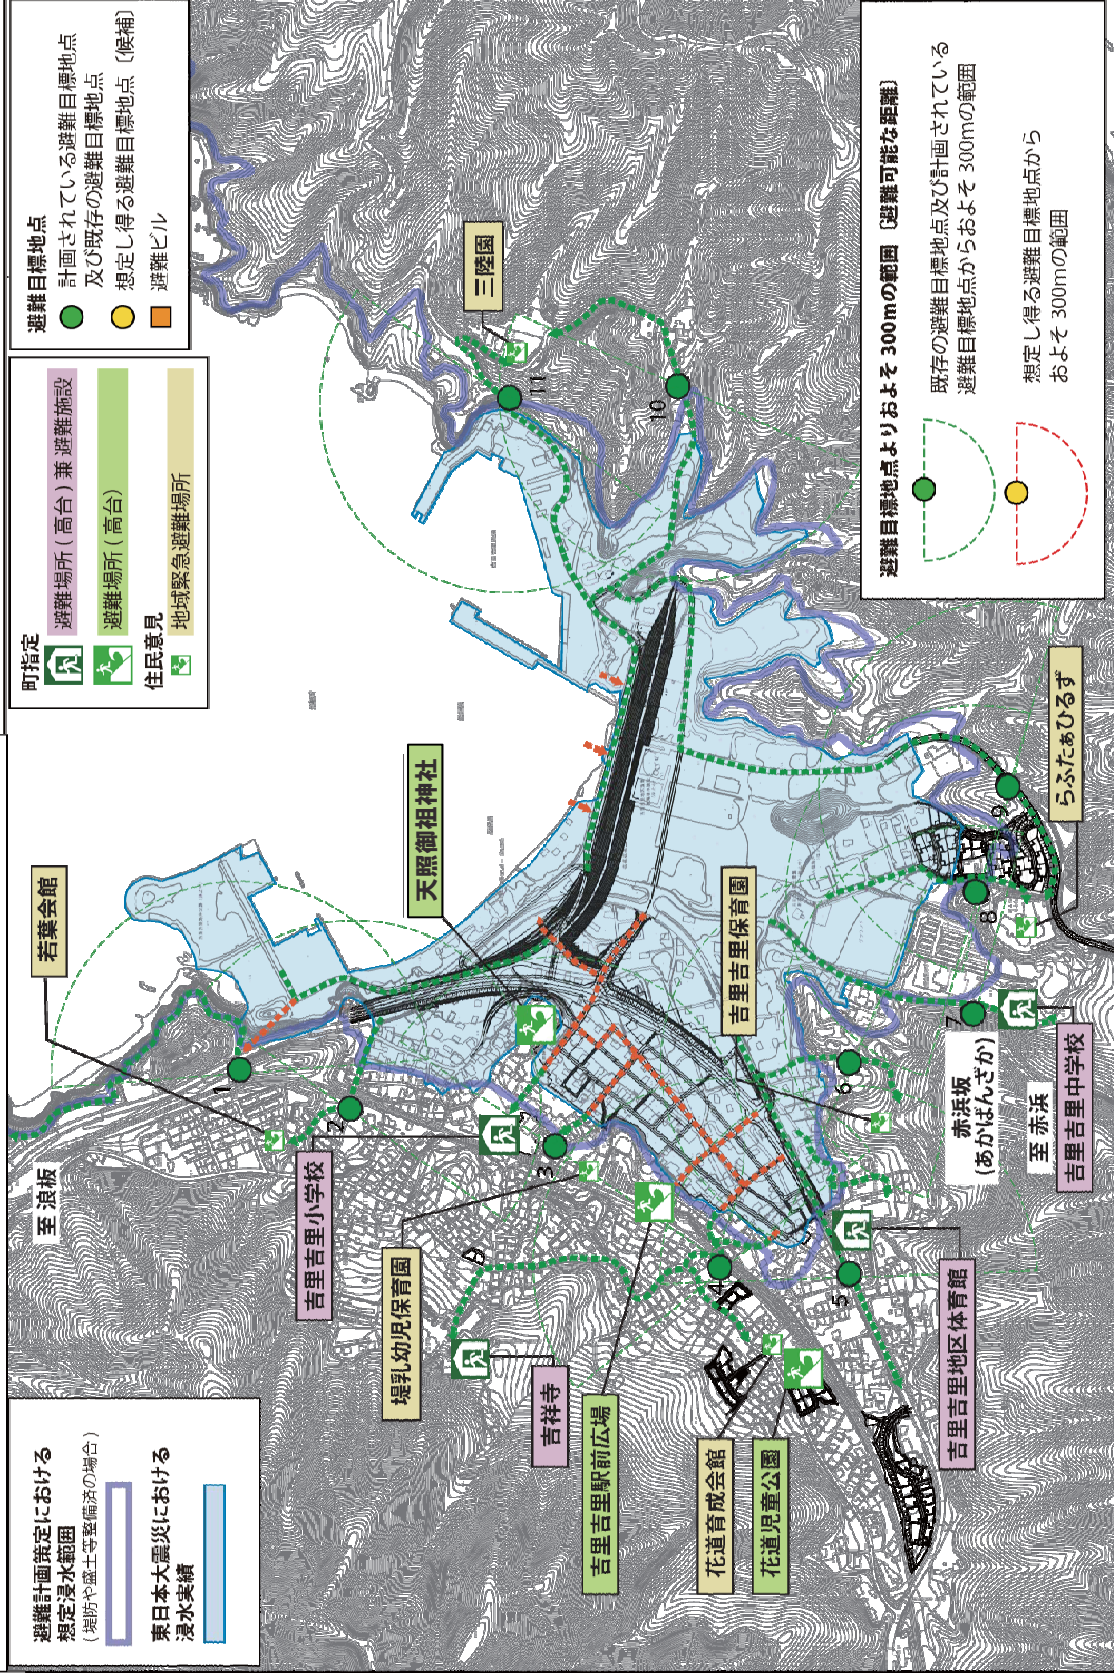 避難計画策定における
想定浸水範囲
(堤防や盛土等整備済の場合)
東日本大震災における
浸水実績
町指定
避難場所(高台)兼避難施設
避難場所(高台)
住民意見
地域緊急避難場所
避難目標地点
計画されている避難目標地点
及び既存の避難目標地点
想定し得る避難目標地点〔候補〕
避難ビル
至 浪板
若葉会館
天照御祖神社
三陸園
吉里吉里小学校
堤乳幼児保育園
吉祥寺
吉里吉里駅前広場
花道育成会館
花道児童公園
吉里吉里保育園
吉里吉里地区体育館
赤浜坂
(あかばんざか)
至 赤浜
吉里吉里中学校
らふたぁひるず
1
2
3
4
5
6
7
8
9
10
11
避難目標地点よりおよそ300mの範囲〔避難可能な距離〕
既存の避難目標地点及び計画されている
避難目標地点からおよそ300mの範囲
想定し得る避難目標地点から
およそ300mの範囲